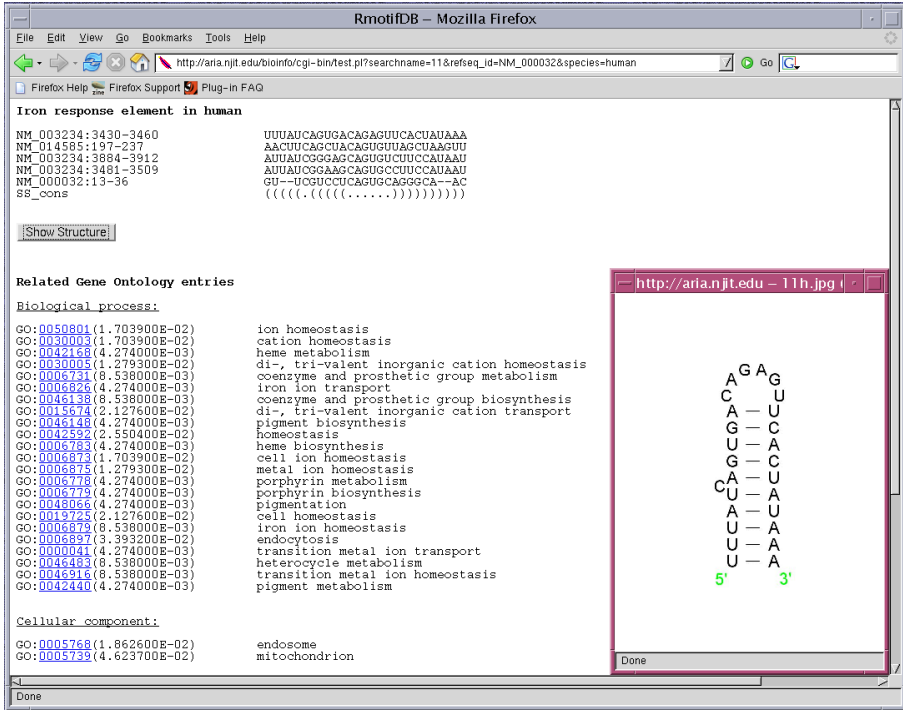 RmotifDB – Mozilla Firefox
File Edit View Go Bookmarks Tools Help
http://aria.njit.edu/bioinfo/cgi-bin/test.pl?searchname=11&refseq_id=NM_000032&species=human Go G
Firefox Help Firefox Support Plug-in FAQ
Iron response element in human
NM_003234:3430-3460 UUUAUCAGUGACAGAGUUCACUAUAAA
NM_014585:197-237 AACUUCAGCUACAGUGUUAGCUAAGUU
NM_003234:3884-3912 AUUAUCGGGAGCAGUGUCUUCCAUAAU
NM_003234:3481-3509 AUUAUCGGAAGCAGUGCCUUCCAUAAU
NM_000032:13-36 GU--UCGUCCUCAGUGCAGGGCA--AC
SS_cons (((((.(((((......))))))))))
Show Structure
Related Gene Ontology entries
Biological process:
GO:0050801(1.703900E-02) ion homeostasis
GO:0030003(1.703900E-02) cation homeostasis
GO:0042168(4.274000E-03) heme metabolism
GO:0030005(1.279300E-02) di-, tri-valent inorganic cation homeostasis
GO:0006731(8.538000E-03) coenzyme and prosthetic group metabolism
GO:0006826(4.274000E-03) iron ion transport
GO:0046138(8.538000E-03) coenzyme and prosthetic group biosynthesis
GO:0015674(2.127600E-02) di-, tri-valent inorganic cation transport
GO:0046148(4.274000E-03) pigment biosynthesis
GO:0042592(2.550400E-02) homeostasis
GO:0006783(4.274000E-03) heme biosynthesis
GO:0006873(1.703900E-02) cell ion homeostasis
GO:0006875(1.279300E-02) metal ion homeostasis
GO:0006778(4.274000E-03) porphyrin metabolism
GO:0006779(4.274000E-03) porphyrin biosynthesis
GO:0048066(4.274000E-03) pigmentation
GO:0019725(2.127600E-02) cell homeostasis
GO:0006879(8.538000E-03) iron ion homeostasis
GO:0006897(3.393200E-02) endocytosis
GO:0000041(4.274000E-03) transition metal ion transport
GO:0046483(8.538000E-03) heterocycle metabolism
GO:0046916(8.538000E-03) transition metal ion homeostasis
GO:0042440(4.274000E-03) pigment metabolism
Cellular component:
GO:0005768(1.862600E-02) endosome
GO:0005739(4.623700E-02) mitochondrion
Done
http://aria.njit.edu – 11h.jpg (
G A
A G
C U
A — U
G — C
U — A
G — C
A — U
C
U — A
A — U
U — A
U — A
U — A
5' 3'
Done